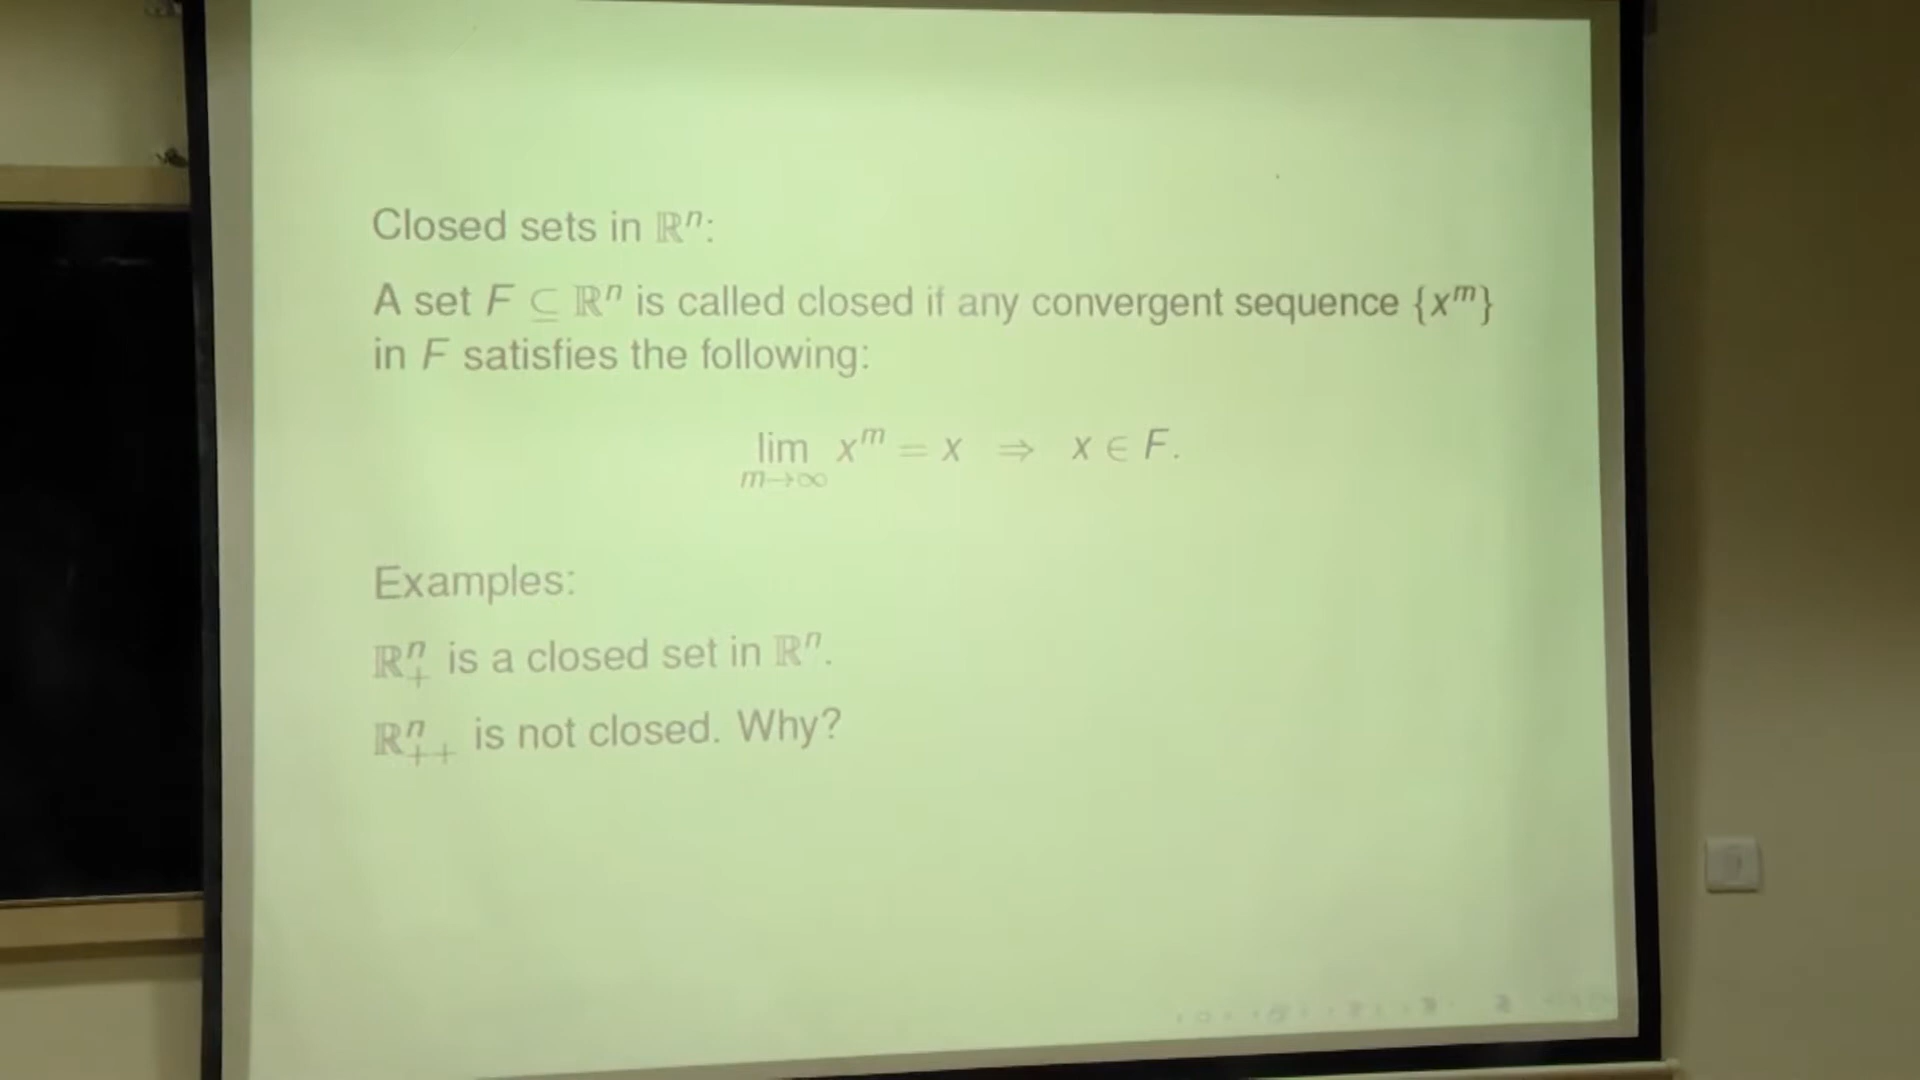 Closed sets in ℝⁿ:
A set F ⊆ ℝⁿ is called closed if any convergent sequence {xᵐ}
in F satisfies the following:
lim xᵐ = x ⇒ x ∈ F.
m→∞
Examples:
ℝⁿ₊ is a closed set in ℝⁿ.
ℝⁿ₊₊ is not closed. Why?